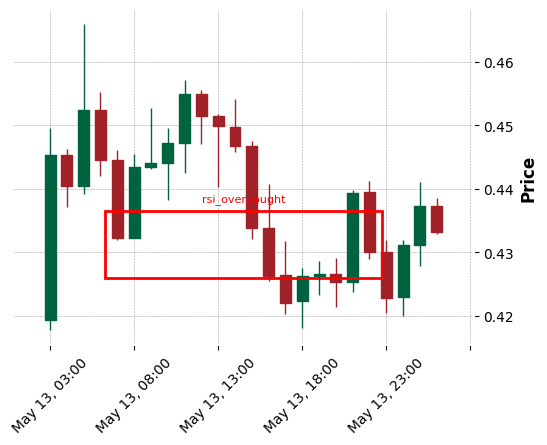 0.46
0.45
rsi_overbought
0.44
0.43
0.42
Price
May 13, 03:00
May 13, 08:00
May 13, 13:00
May 13, 18:00
May 13, 23:00